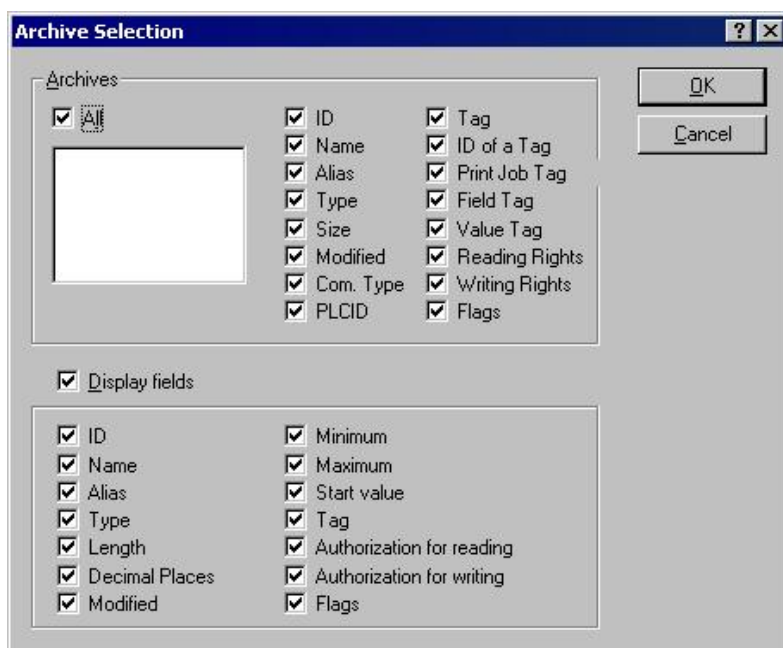 Archive Selection
Archives
OK
All
Cancel
ID
Name
Alias
Type
Size
Modified
Com. Type
PLCID
Tag
ID of a Tag
Print Job Tag
Field Tag
Value Tag
Reading Rights
Writing Rights
Flags
Display fields
ID
Name
Alias
Type
Length
Decimal Places
Modified
Minimum
Maximum
Start value
Tag
Authorization for reading
Authorization for writing
Flags